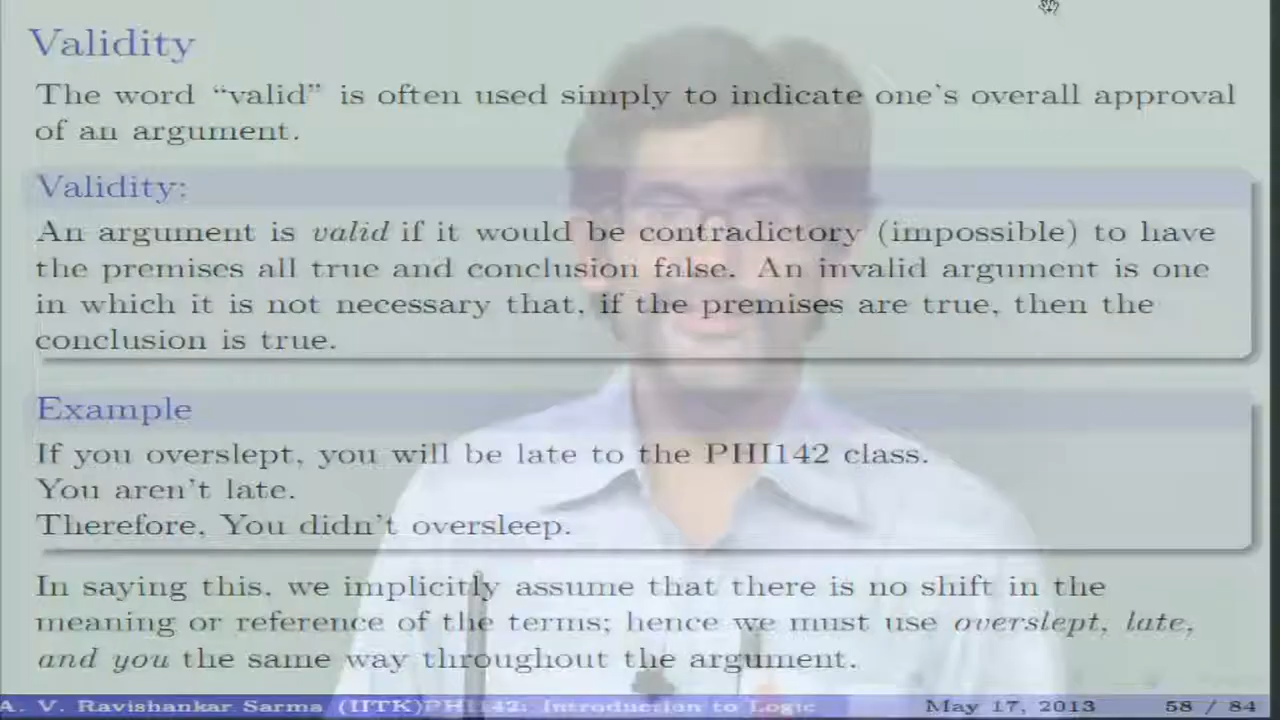 Validity
The word “valid” is often used simply to indicate one’s overall approval
of an argument.
Validity:
An argument is valid if it would be contradictory (impossible) to have
the premises all true and conclusion false. An invalid argument is one
in which it is not necessary that, if the premises are true, then the
conclusion is true.
Example
If you overslept, you will be late to the PHI142 class.
You aren’t late.
Therefore, You didn’t oversleep.
In saying this, we implicitly assume that there is no shift in the
meaning or reference of the terms; hence we must use overslept, late,
and you the same way throughout the argument.
A. V. Ravishankar Sarma (IITK) PHI142: Introduction to Logic May 17, 2013 58 / 84